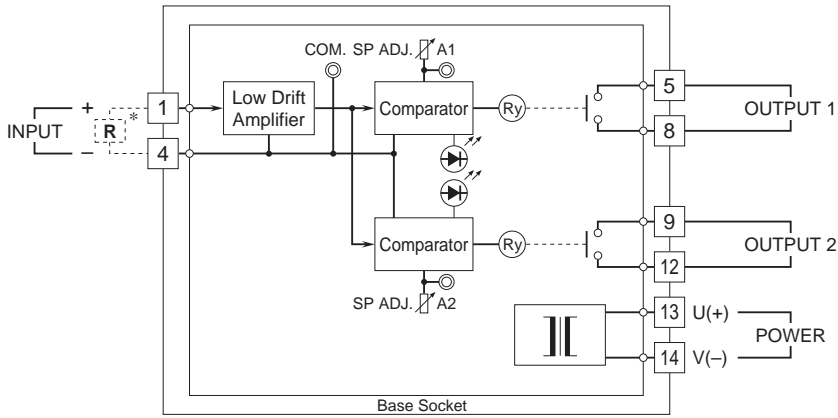 COM. SP ADJ. A1
INPUT
+
–
R
*
1
4
Low Drift
Amplifier
Comparator
Ry
5
8
OUTPUT 1
Comparator
Ry
9
12
OUTPUT 2
SP ADJ. A2
13 U(+)
14 V(–)
POWER
Base Socket